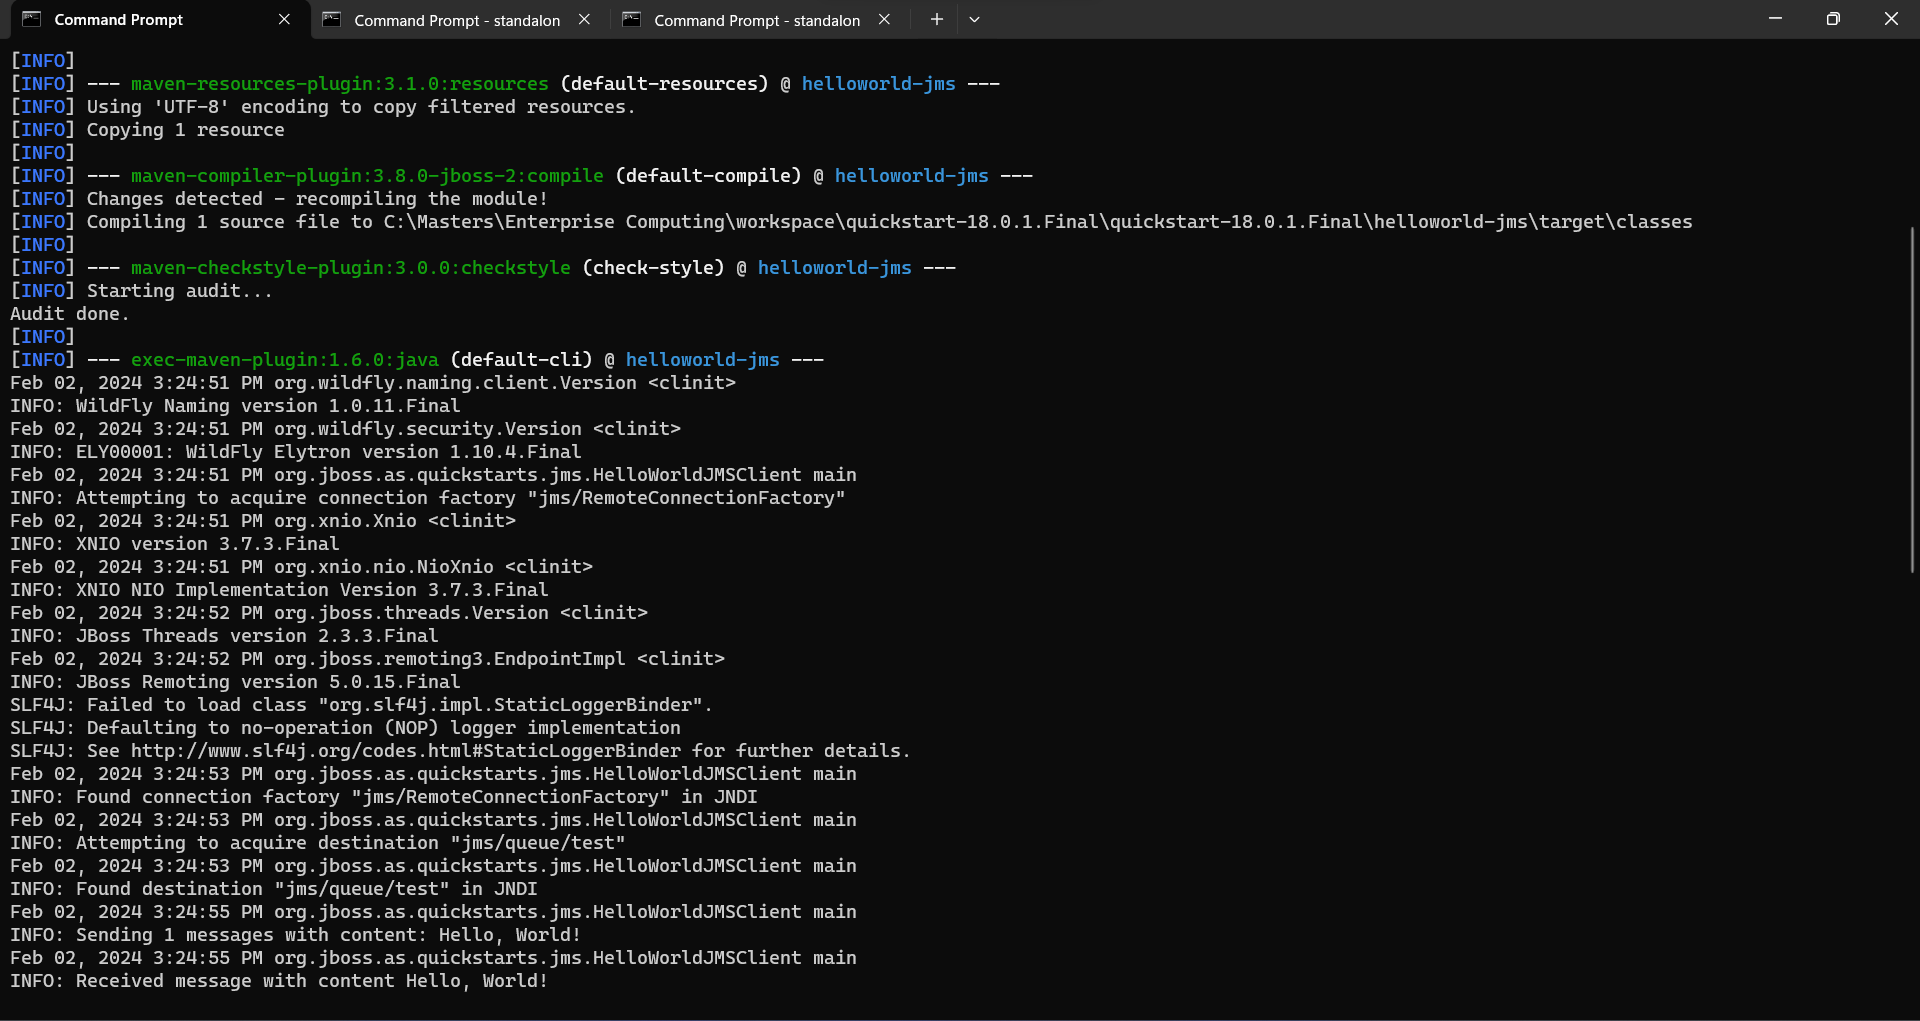 Command Prompt
Command Prompt - standalon
Command Prompt - standalon
[INFO]
[INFO] --- maven-resources-plugin:3.1.0:resources (default-resources) @ helloworld-jms ---
[INFO] Using 'UTF-8' encoding to copy filtered resources.
[INFO] Copying 1 resource
[INFO]
[INFO] --- maven-compiler-plugin:3.8.0-jboss-2:compile (default-compile) @ helloworld-jms ---
[INFO] Changes detected - recompiling the module!
[INFO] Compiling 1 source file to C:\Masters\Enterprise Computing\workspace\quickstart-18.0.1.Final\quickstart-18.0.1.Final\helloworld-jms\target\classes
[INFO]
[INFO] --- maven-checkstyle-plugin:3.0.0:checkstyle (check-style) @ helloworld-jms ---
[INFO] Starting audit...
Audit done.
[INFO]
[INFO] --- exec-maven-plugin:1.6.0:java (default-cli) @ helloworld-jms ---
Feb 02, 2024 3:24:51 PM org.wildfly.naming.client.Version <clinit>
INFO: WildFly Naming version 1.0.11.Final
Feb 02, 2024 3:24:51 PM org.wildfly.security.Version <clinit>
INFO: ELY00001: WildFly Elytron version 1.10.4.Final
Feb 02, 2024 3:24:51 PM org.jboss.as.quickstarts.jms.HelloWorldJMSClient main
INFO: Attempting to acquire connection factory "jms/RemoteConnectionFactory"
Feb 02, 2024 3:24:51 PM org.xnio.Xnio <clinit>
INFO: XNIO version 3.7.3.Final
Feb 02, 2024 3:24:51 PM org.xnio.nio.NioXnio <clinit>
INFO: XNIO NIO Implementation Version 3.7.3.Final
Feb 02, 2024 3:24:52 PM org.jboss.threads.Version <clinit>
INFO: JBoss Threads version 2.3.3.Final
Feb 02, 2024 3:24:52 PM org.jboss.remoting3.EndpointImpl <clinit>
INFO: JBoss Remoting version 5.0.15.Final
SLF4J: Failed to load class "org.slf4j.impl.StaticLoggerBinder".
SLF4J: Defaulting to no-operation (NOP) logger implementation
SLF4J: See http://www.slf4j.org/codes.html#StaticLoggerBinder for further details.
Feb 02, 2024 3:24:53 PM org.jboss.as.quickstarts.jms.HelloWorldJMSClient main
INFO: Found connection factory "jms/RemoteConnectionFactory" in JNDI
Feb 02, 2024 3:24:53 PM org.jboss.as.quickstarts.jms.HelloWorldJMSClient main
INFO: Attempting to acquire destination "jms/queue/test"
Feb 02, 2024 3:24:53 PM org.jboss.as.quickstarts.jms.HelloWorldJMSClient main
INFO: Found destination "jms/queue/test" in JNDI
Feb 02, 2024 3:24:55 PM org.jboss.as.quickstarts.jms.HelloWorldJMSClient main
INFO: Sending 1 messages with content: Hello, World!
Feb 02, 2024 3:24:55 PM org.jboss.as.quickstarts.jms.HelloWorldJMSClient main
INFO: Received message with content Hello, World!